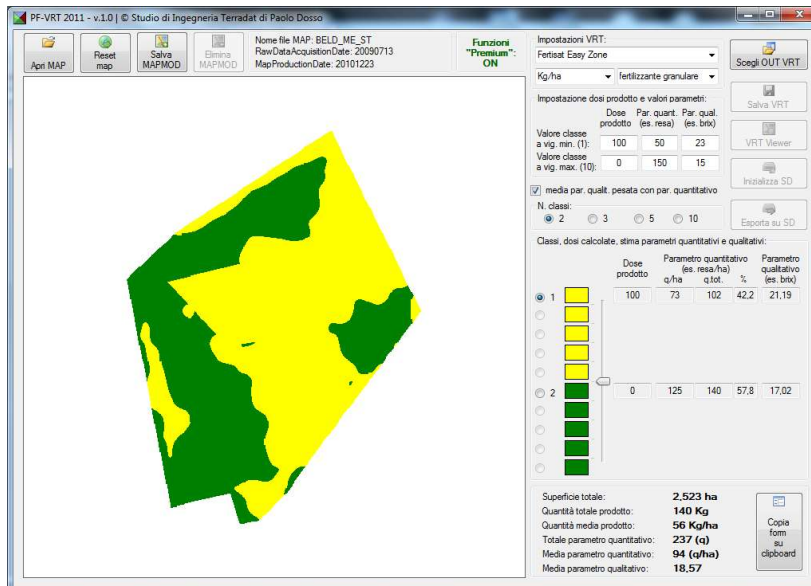 PF-VRT 2011 - v.1.0 | © Studio di Ingegneria Terradat di Paolo Dosso
Apri MAP
Reset map
Salva MAPMOD
Elimina MAPMOD
Nome file MAP: BELD_ME_ST
RawDataAcquisitionDate: 20090713
MapProductionDate: 20101223
Funzioni
"Premium":
ON
Impostazioni VRT:
Fertisat Easy Zone
Kg/ha
fertilizzante granulare
Scegli OUT VRT
Salva VRT
VRT Viewer
Inizializza SD
Esporta su SD
Impostazione dosi prodotto e valori parametri:
Dose prodotto
Par. quant. (es. resa)
Par. qual. (es. brix)
Valore classe a vig. min. (1):
100
50
23
Valore classe a vig. max. (10):
0
150
15
media par. qualit. pesata con par. quantitativo
N. classi:
2
3
5
10
Classi, dosi calcolate, stima parametri quantitativi e qualitativi:
Dose prodotto
Parametro quantitativo (es. resa/ha)
q/ha
q.tot.
%
Parametro qualitativo (es. brix)
1
100
73
102
42,2
21,19
2
0
125
140
57,8
17,02
Superficie totale: 2,523 ha
Quantità totale prodotto: 140 Kg
Quantità media prodotto: 56 Kg/ha
Totale parametro quantitativo: 237 (q)
Media parametro quantitativo: 94 (q/ha)
Media parametro qualitativo: 18,57
Copia
form
su
clipboard